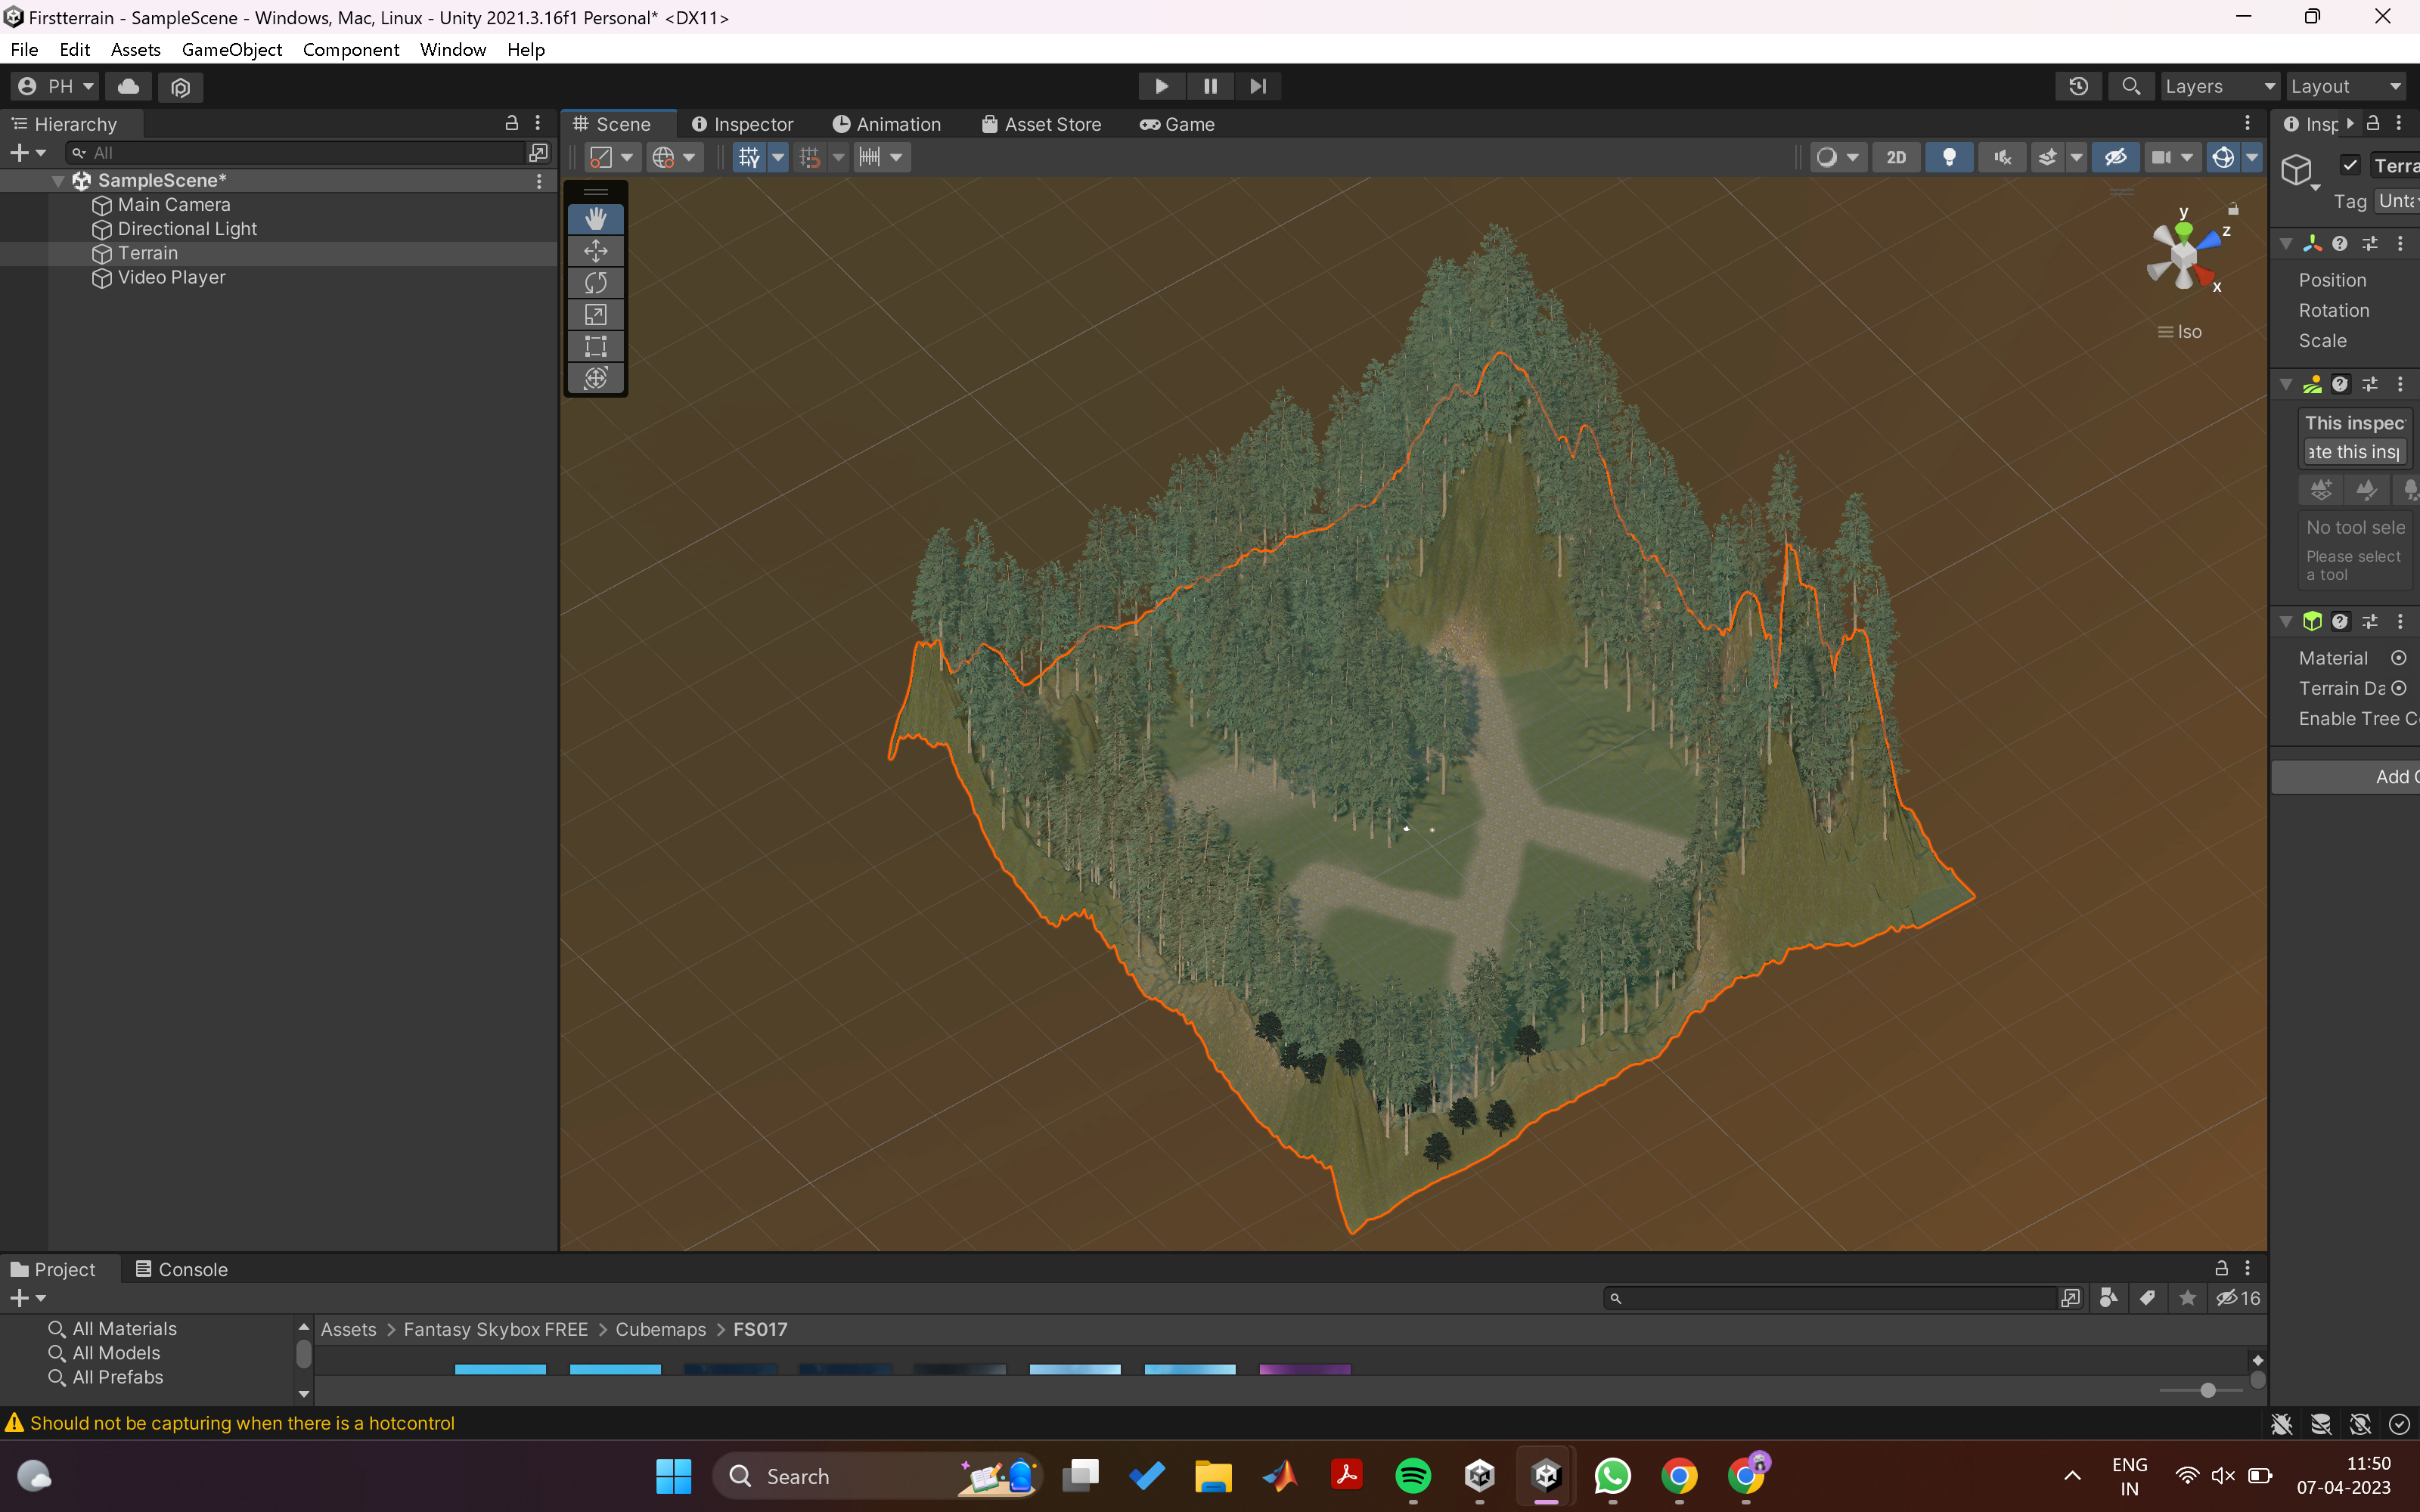 Firstterrain - SampleScene - Windows, Mac, Linux - Unity 2021.3.16f1 Personal* <DX11>
File Edit Assets GameObject Component Window Help
PH
Layers Layout
Hierarchy
Scene Inspector Animation Asset Store Game
Insp
All
2D
Terra
SampleScene*
Main Camera
Directional Light
Terrain
Video Player
Tag Unta
y
z
x
Iso
Position
Rotation
Scale
This inspec
ate this insp
No tool sele
Please select
a tool
Material
Terrain Da
Enable Tree C
Add C
Project Console
16
All Materials
All Models
All Prefabs
Assets > Fantasy Skybox FREE > Cubemaps > FS017
Should not be capturing when there is a hotcontrol
Search
ENG
IN
11:50
07-04-2023